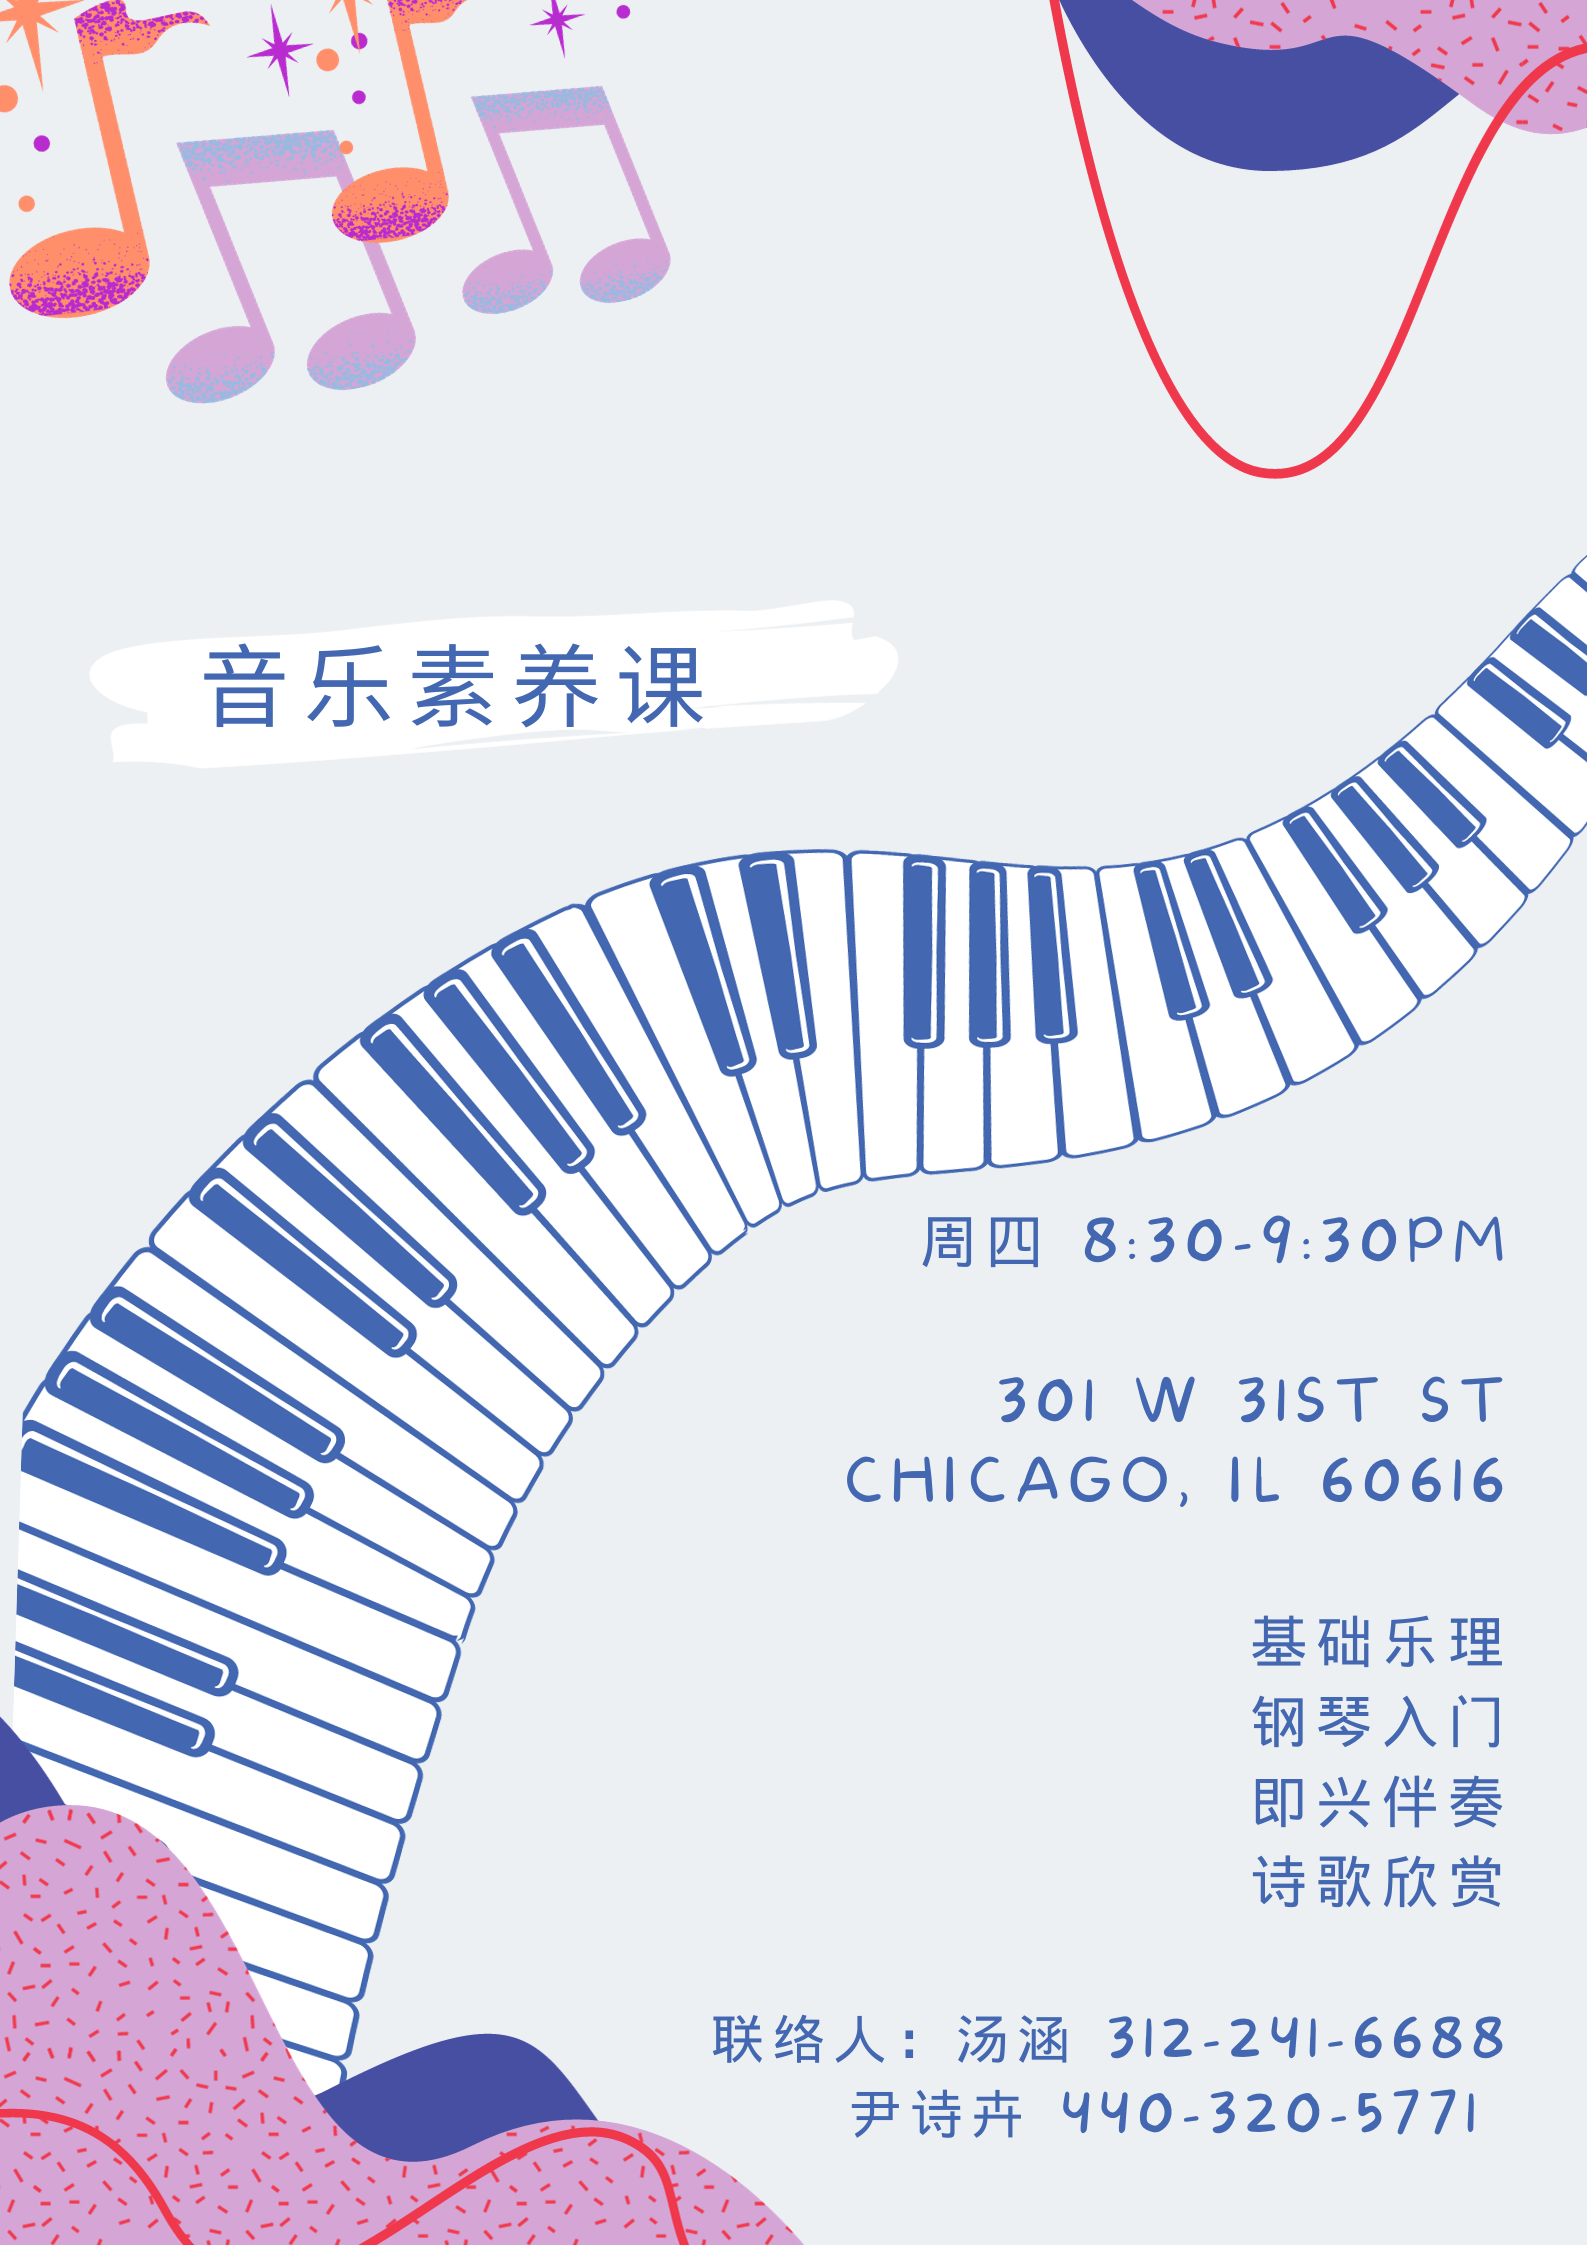 音乐素养课
周四 8:30-9:30PM
301 W 31ST ST
CHICAGO, IL 60616
基础乐理
钢琴入门
即兴伴奏
诗歌欣赏
联络人：汤涵 312-241-6688
尹诗卉 440-320-5771